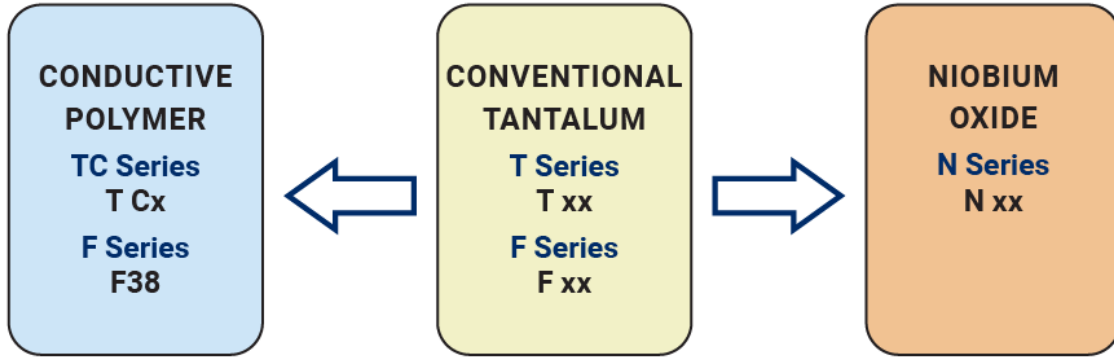 CONDUCTIVE
POLYMER
TC Series
T Cx
F Series
F38
CONVENTIONAL
TANTALUM
T Series
T xx
F Series
F xx
NIOBIUM
OXIDE
N Series
N xx